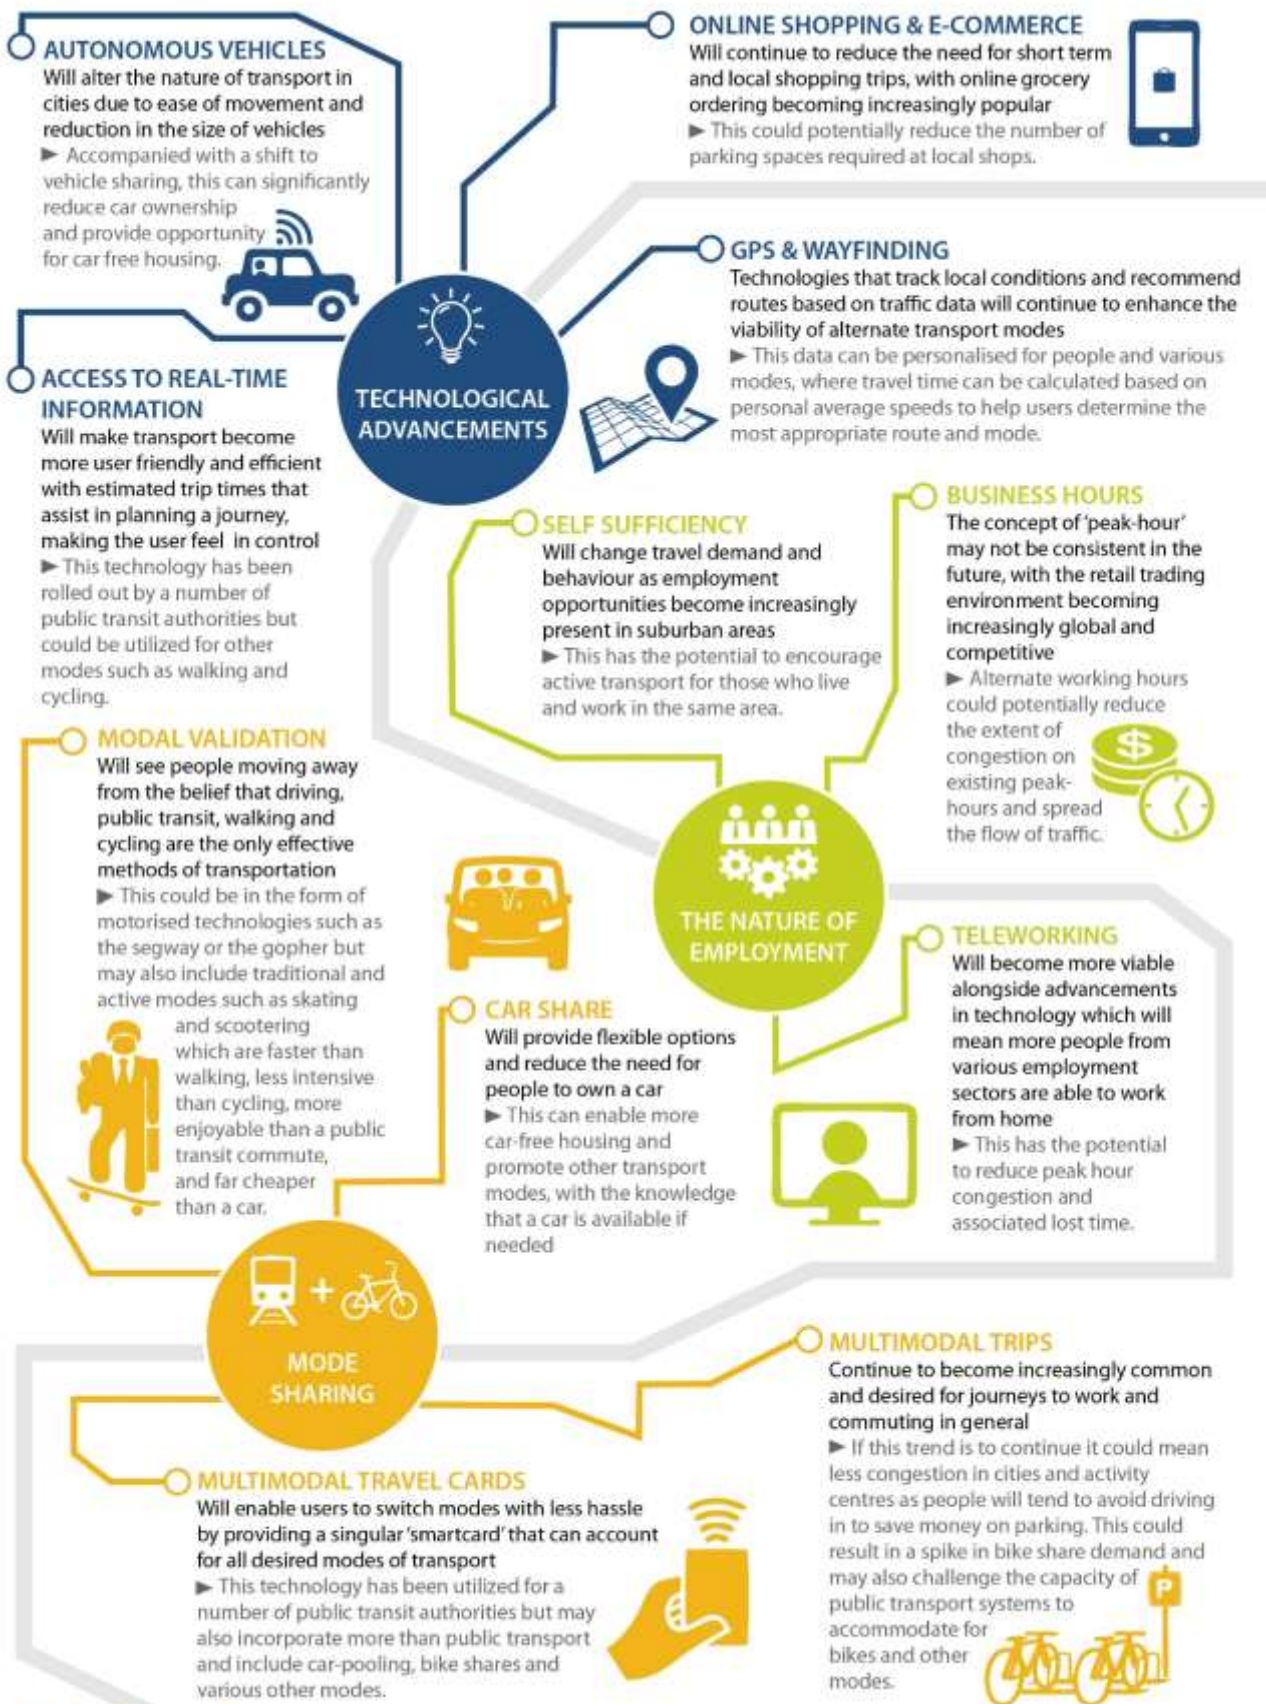 AUTONOMOUS VEHICLES
Will alter the nature of transport in
cities due to ease of movement and
reduction in the size of vehicles
► Accompanied with a shift to
vehicle sharing, this can significantly
reduce car ownership
and provide opportunity
for car free housing.
ONLINE SHOPPING & E-COMMERCE
Will continue to reduce the need for short term
and local shopping trips, with online grocery
ordering becoming increasingly popular
► This could potentially reduce the number of
parking spaces required at local shops.
GPS & WAYFINDING
Technologies that track local conditions and recommend
routes based on traffic data will continue to enhance the
viability of alternate transport modes
► This data can be personalised for people and various
modes, where travel time can be calculated based on
personal average speeds to help users determine the
most appropriate route and mode.
TECHNOLOGICAL
ADVANCEMENTS
ACCESS TO REAL-TIME
INFORMATION
Will make transport become
more user friendly and efficient
with estimated trip times that
assist in planning a journey,
making the user feel in control
► This technology has been
rolled out by a number of
public transit authorities but
could be utilized for other
modes such as walking and
cycling.
SELF SUFFICIENCY
Will change travel demand and
behaviour as employment
opportunities become increasingly
present in suburban areas
► This has the potential to encourage
active transport for those who live
and work in the same area.
BUSINESS HOURS
The concept of 'peak-hour'
may not be consistent in the
future, with the retail trading
environment becoming
increasingly global and
competitive
► Alternate working hours
could potentially reduce
the extent of
congestion on
existing peak-
hours and spread
the flow of traffic.
$
THE NATURE OF
EMPLOYMENT
TELEWORKING
Will become more viable
alongside advancements
in technology which will
mean more people from
various employment
sectors are able to work
from home
► This has the potential
to reduce peak hour
congestion and
associated lost time.
MODAL VALIDATION
Will see people moving away
from the belief that driving,
public transit, walking and
cycling are the only effective
methods of transportation
► This could be in the form of
motorised technologies such as
the segway or the gopher but
may also include traditional and
active modes such as skating
and scootering
which are faster than
walking, less intensive
than cycling, more
enjoyable than a public
transit commute,
and far cheaper
than a car.
CAR SHARE
Will provide flexible options
and reduce the need for
people to own a car
► This can enable more
car-free housing and
promote other transport
modes, with the knowledge
that a car is available if
needed
+
MODE
SHARING
MULTIMODAL TRIPS
Continue to become increasingly common
and desired for journeys to work and
commuting in general
► If this trend is to continue it could mean
less congestion in cities and activity
centres as people will tend to avoid driving
in to save money on parking. This could
result in a spike in bike share demand and
may also challenge the capacity of
public transport systems to
accommodate for
bikes and other
modes.
P
MULTIMODAL TRAVEL CARDS
Will enable users to switch modes with less hassle
by providing a singular 'smartcard' that can account
for all desired modes of transport
► This technology has been utilized for a
number of public transit authorities but may
also incorporate more than public transport
and include car-pooling, bike shares and
various other modes.